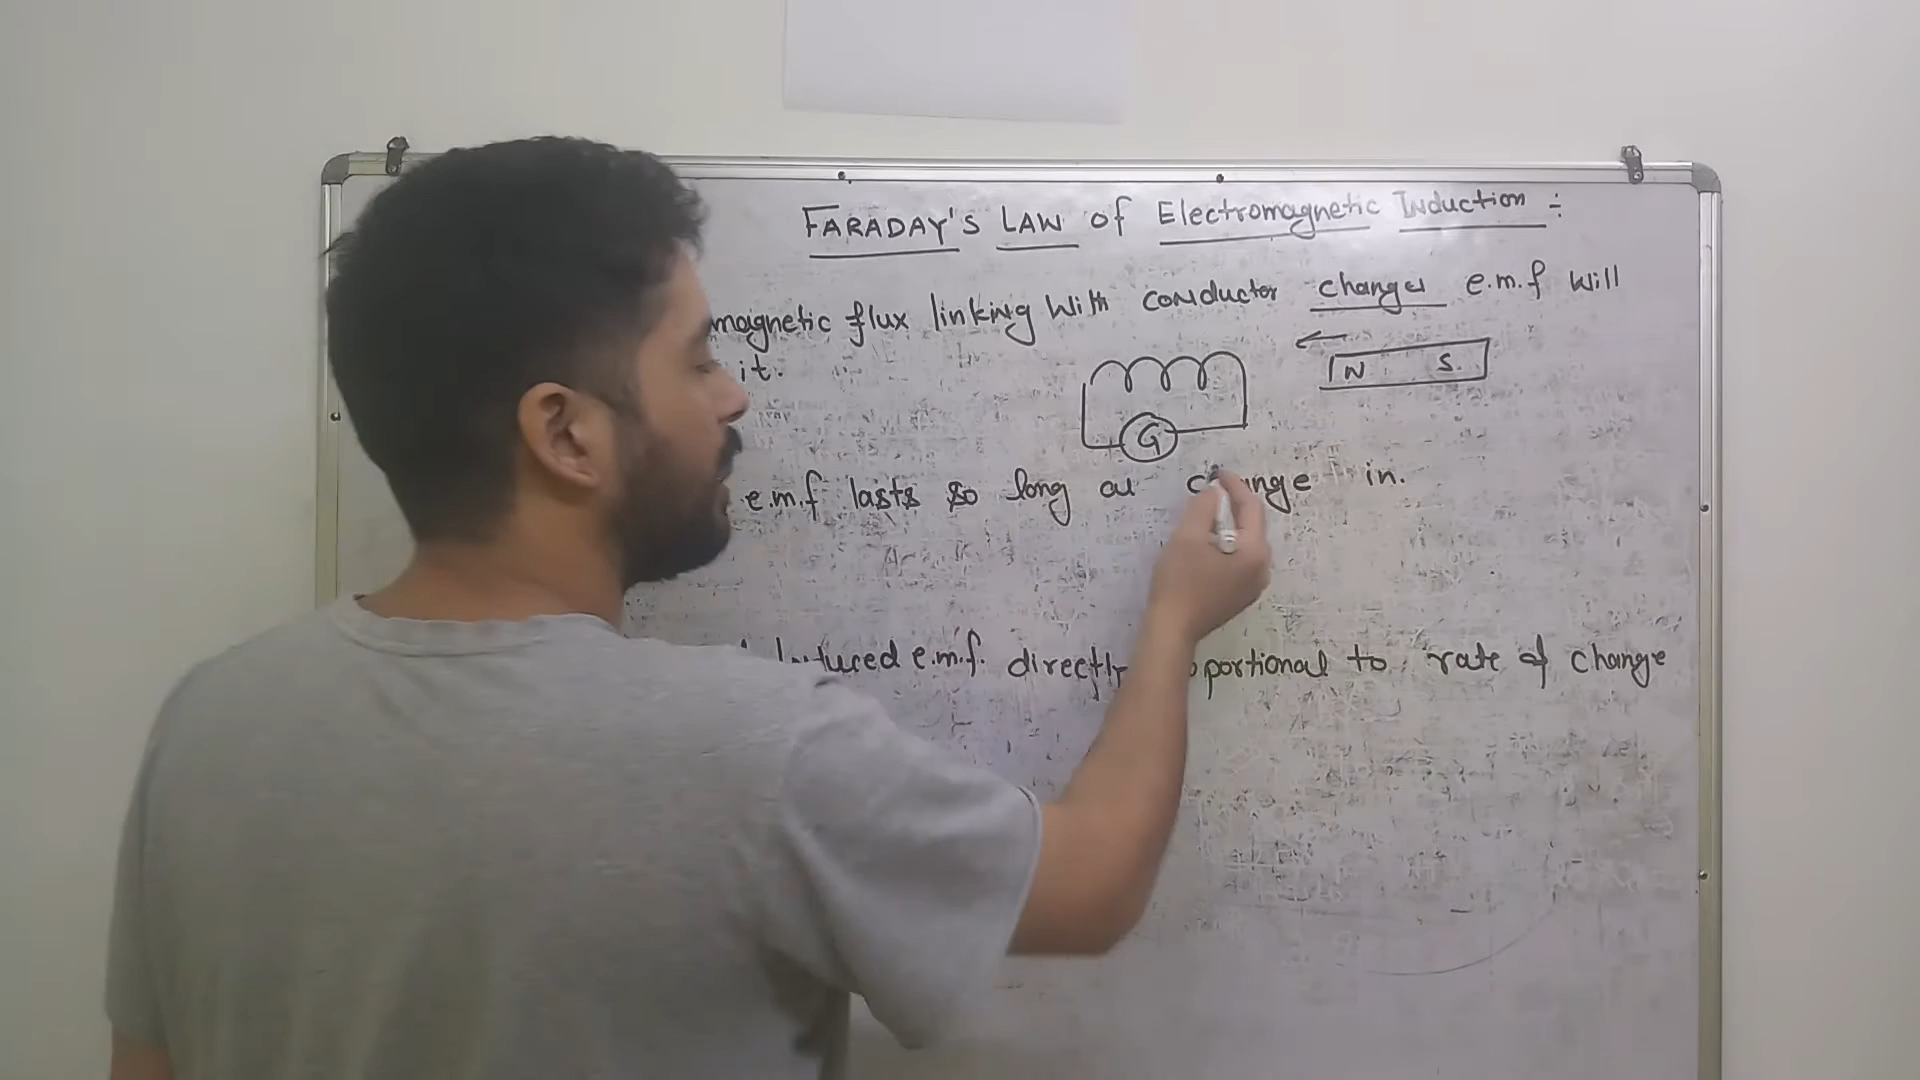 FARADAY'S LAW of Electromagnetic Induction :
magnetic flux linking with conductor changes e.m.f will
it.
N S.
G
e.m.f lasts so long as change in.
e.m.f. directly to rate of change